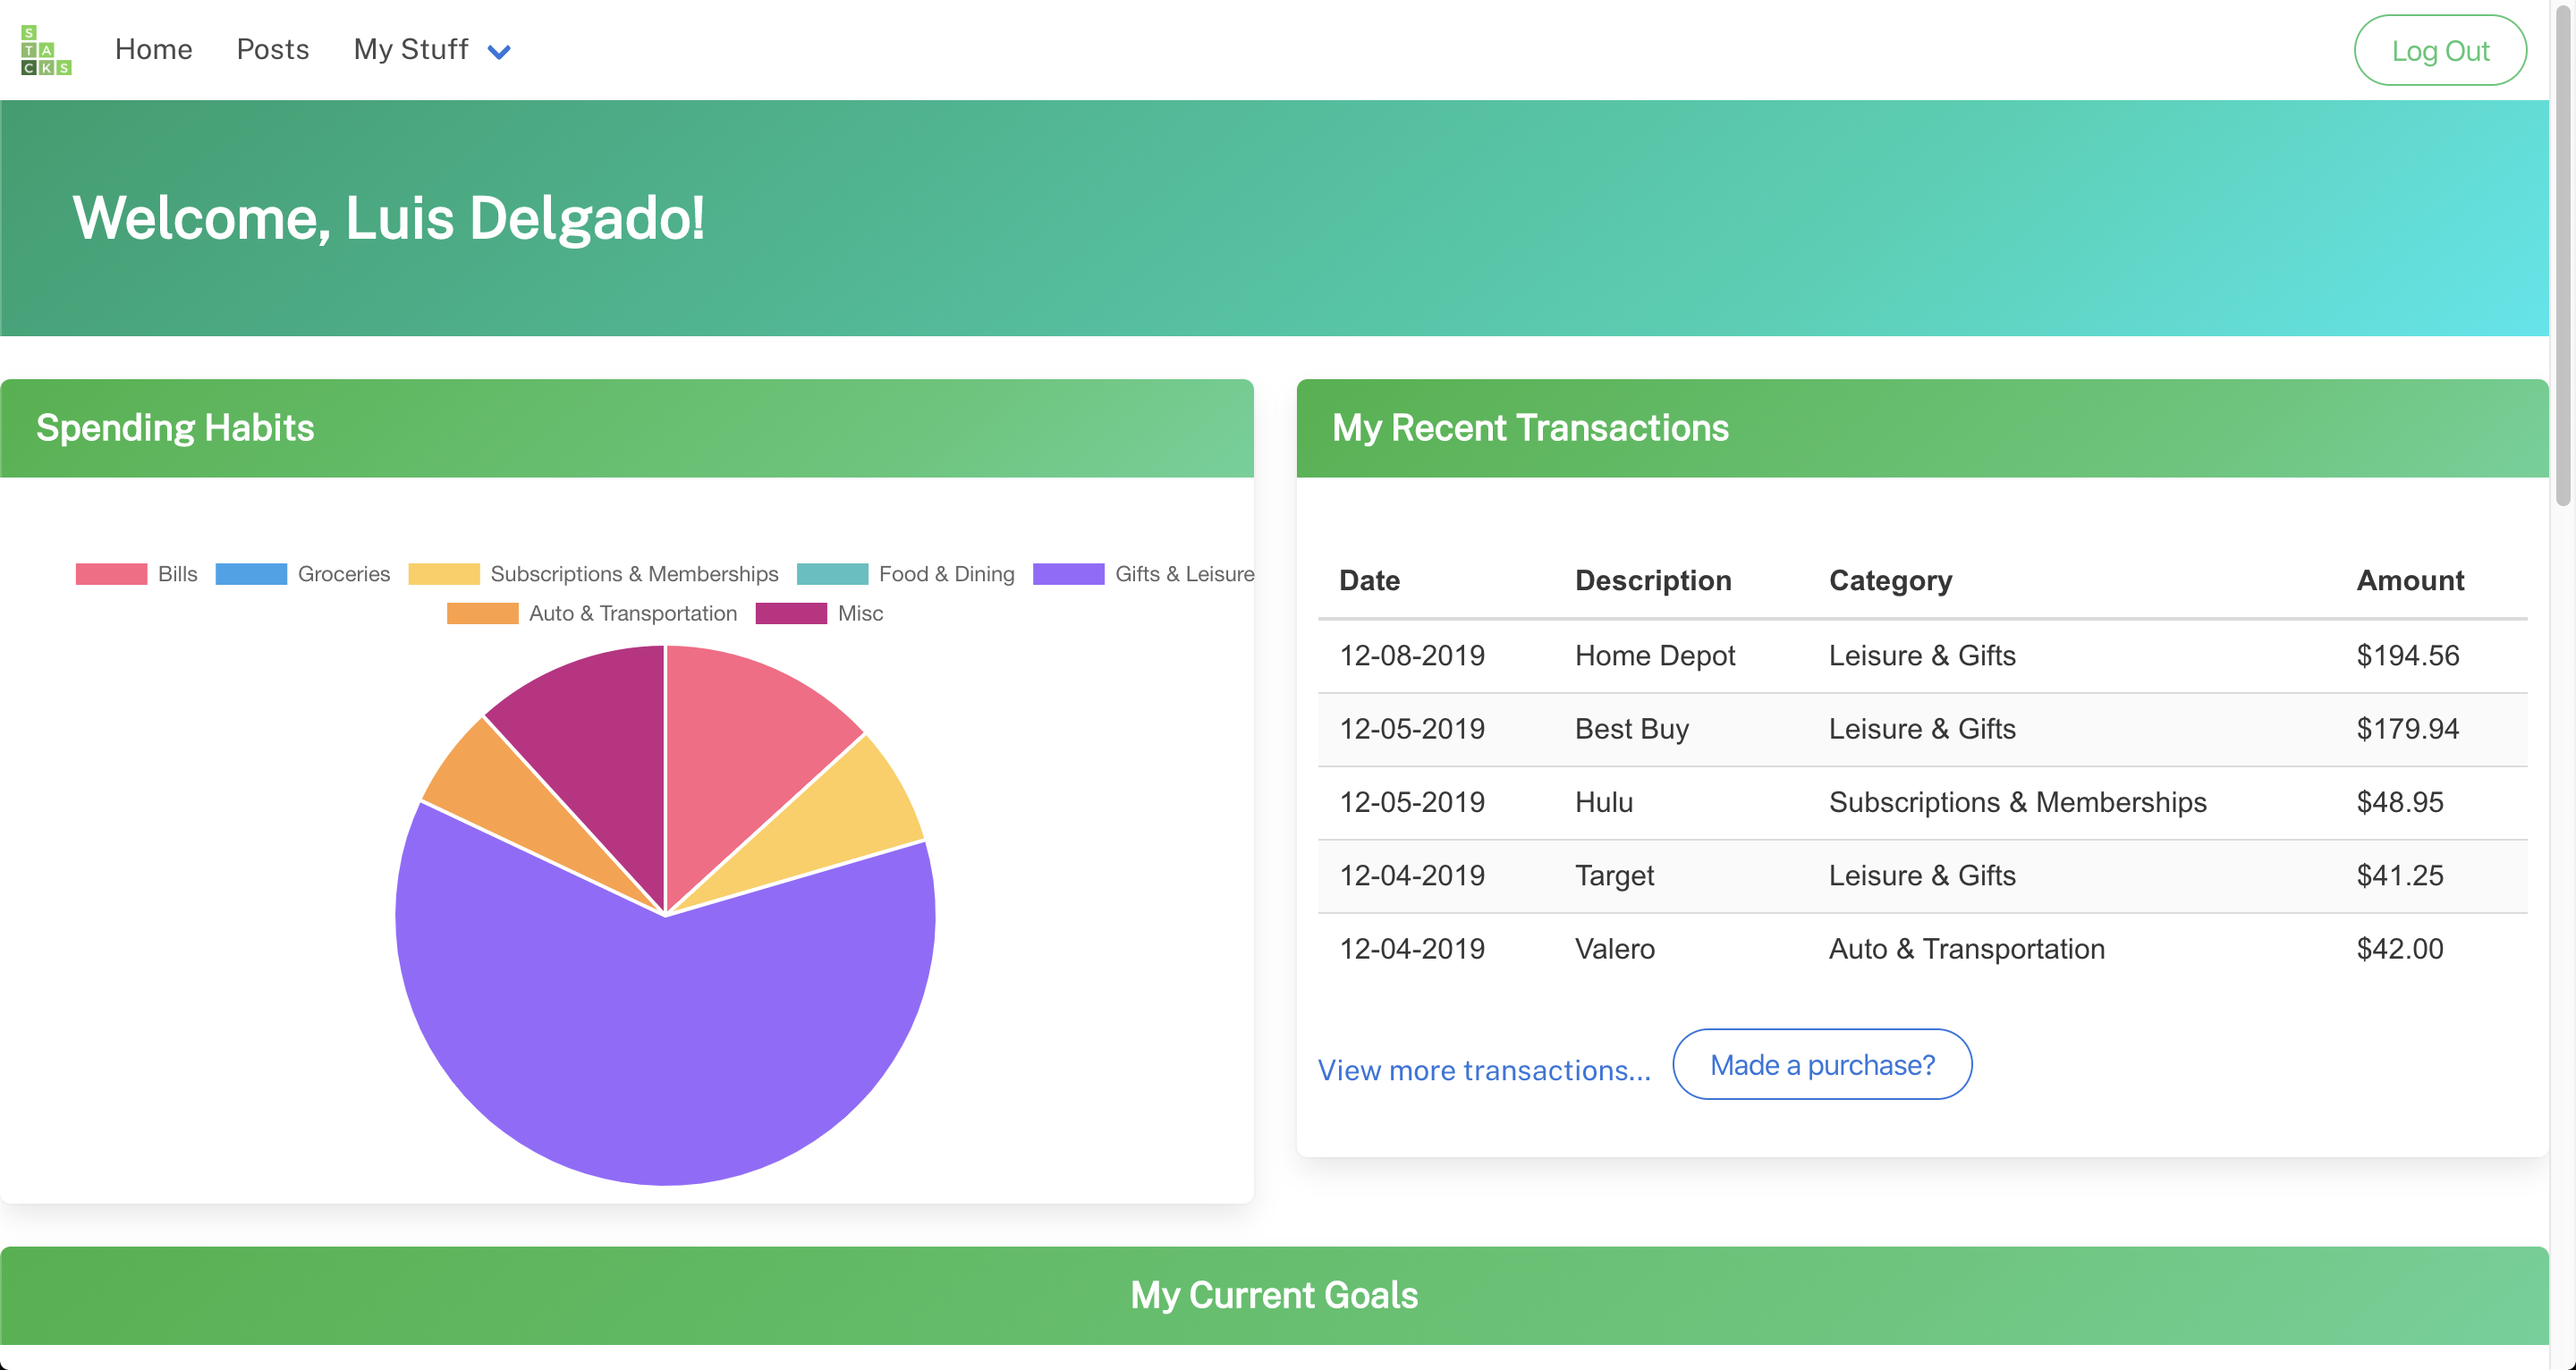 S
TA
CKS
Home Posts My Stuff
Log Out
Welcome, Luis Delgado!
Spending Habits
Bills Groceries Subscriptions & Memberships Food & Dining Gifts & Leisure
Auto & Transportation Misc
My Recent Transactions
Date Description Category Amount
12-08-2019 Home Depot Leisure & Gifts $194.56
12-05-2019 Best Buy Leisure & Gifts $179.94
12-05-2019 Hulu Subscriptions & Memberships $48.95
12-04-2019 Target Leisure & Gifts $41.25
12-04-2019 Valero Auto & Transportation $42.00
View more transactions... Made a purchase?
My Current Goals